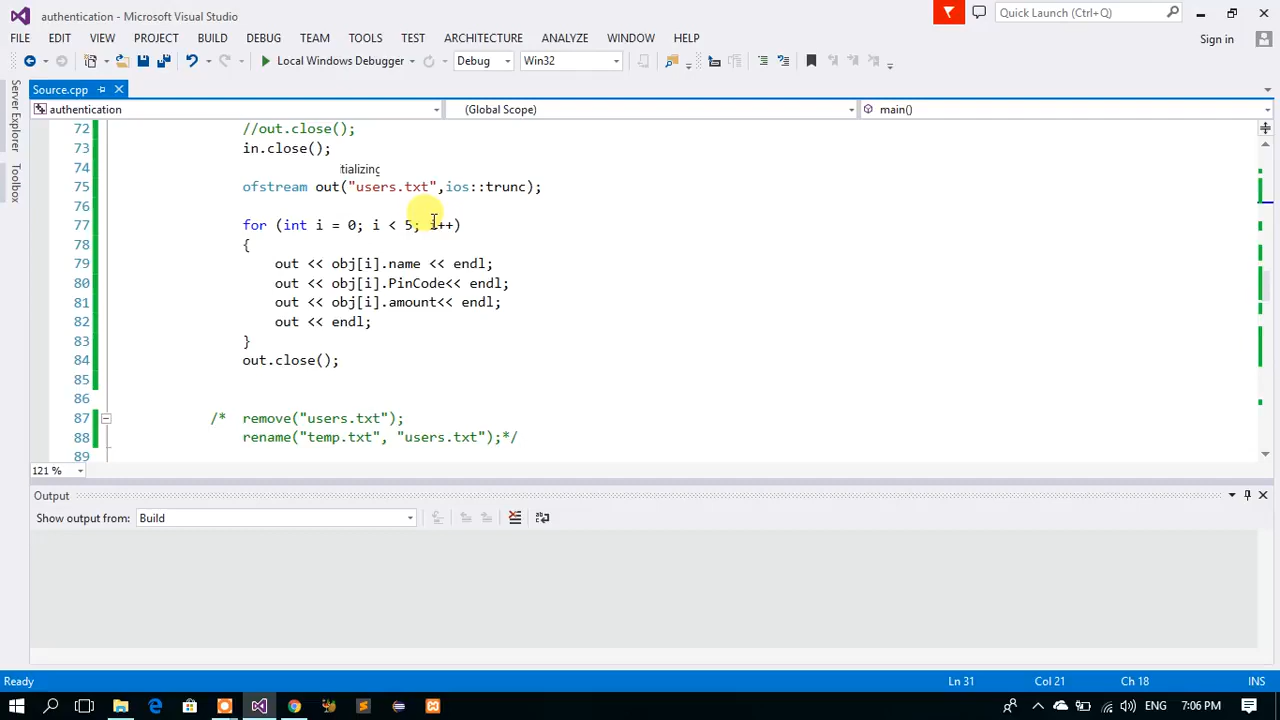 authentication - Microsoft Visual Studio
Quick Launch (Ctrl+Q)
FILE EDIT VIEW PROJECT BUILD DEBUG TEAM TOOLS TEST ARCHITECTURE ANALYZE WINDOW HELP
Sign in
Local Windows Debugger Debug Win32
Server Explorer
Toolbox
Source.cpp
authentication (Global Scope) main()
72 //out.close();
73 in.close();
74 tializing
75 ofstream out("users.txt",ios::trunc);
76
77 for (int i = 0; i < 5; i++)
78 {
79 out << obj[i].name << endl;
80 out << obj[i].PinCode<< endl;
81 out << obj[i].amount<< endl;
82 out << endl;
83 }
84 out.close();
85
86
87 /* remove("users.txt");
88 rename("temp.txt", "users.txt");*/
89
121 %
Output
Show output from: Build
Ready Ln 31 Col 21 Ch 18 INS
ENG 7:06 PM